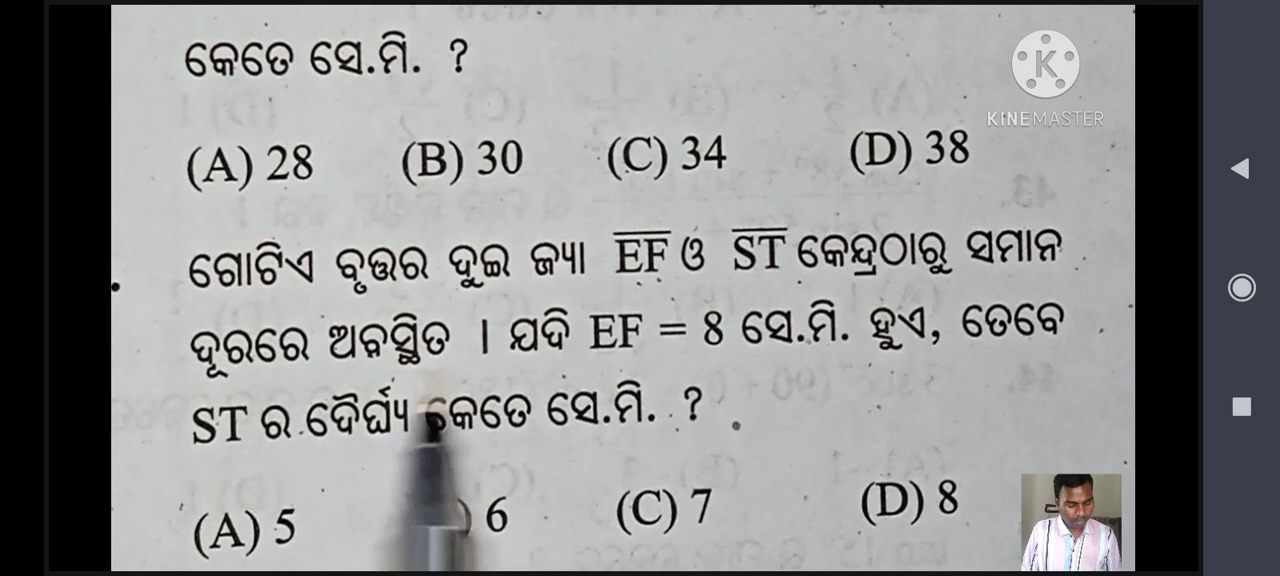 କେତେ ସେ.ମି. ?
KINEMASTER
(A) 28 (B) 30 (C) 34 (D) 38
ଗୋଟିଏ ବୃତ୍ତର ଦୁଇ ଜ୍ୟା EF ଓ ST କେନ୍ଦ୍ରଠାରୁ ସମାନ
ଦୂରରେ ଅବସ୍ଥିତ । ଯଦି EF = 8 ସେ.ମି. ହୁଏ, ତେବେ
ST ର ଦୈର୍ଘ୍ୟ କେତେ ସେ.ମି. ?
(A) 5 ) 6 (C) 7 (D) 8